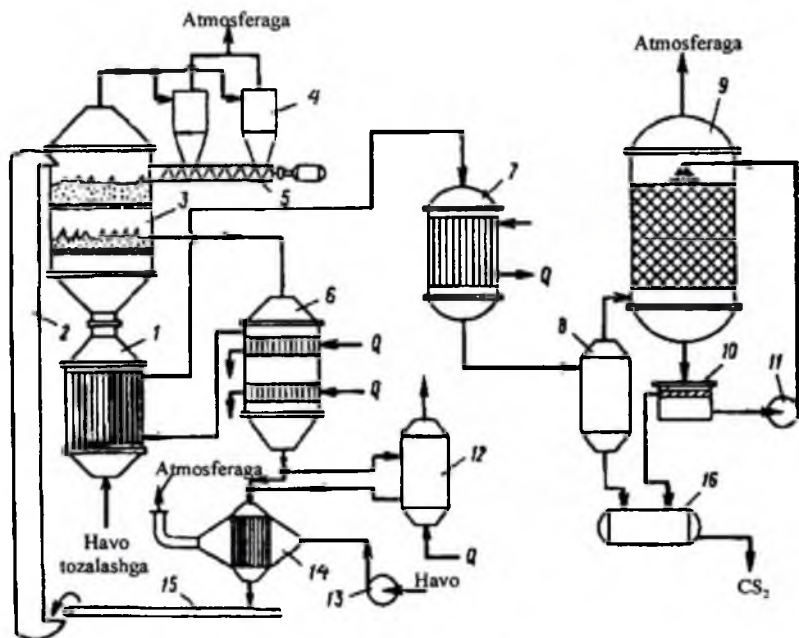 Atmosferaga
4
5
3
2
1
Havo
tozalashga
6
Q
Q
7
Q
Atmosferaga
9
8
10
11
12
Q
Atmosferaga
14
13
Havo
15
16
CS₂